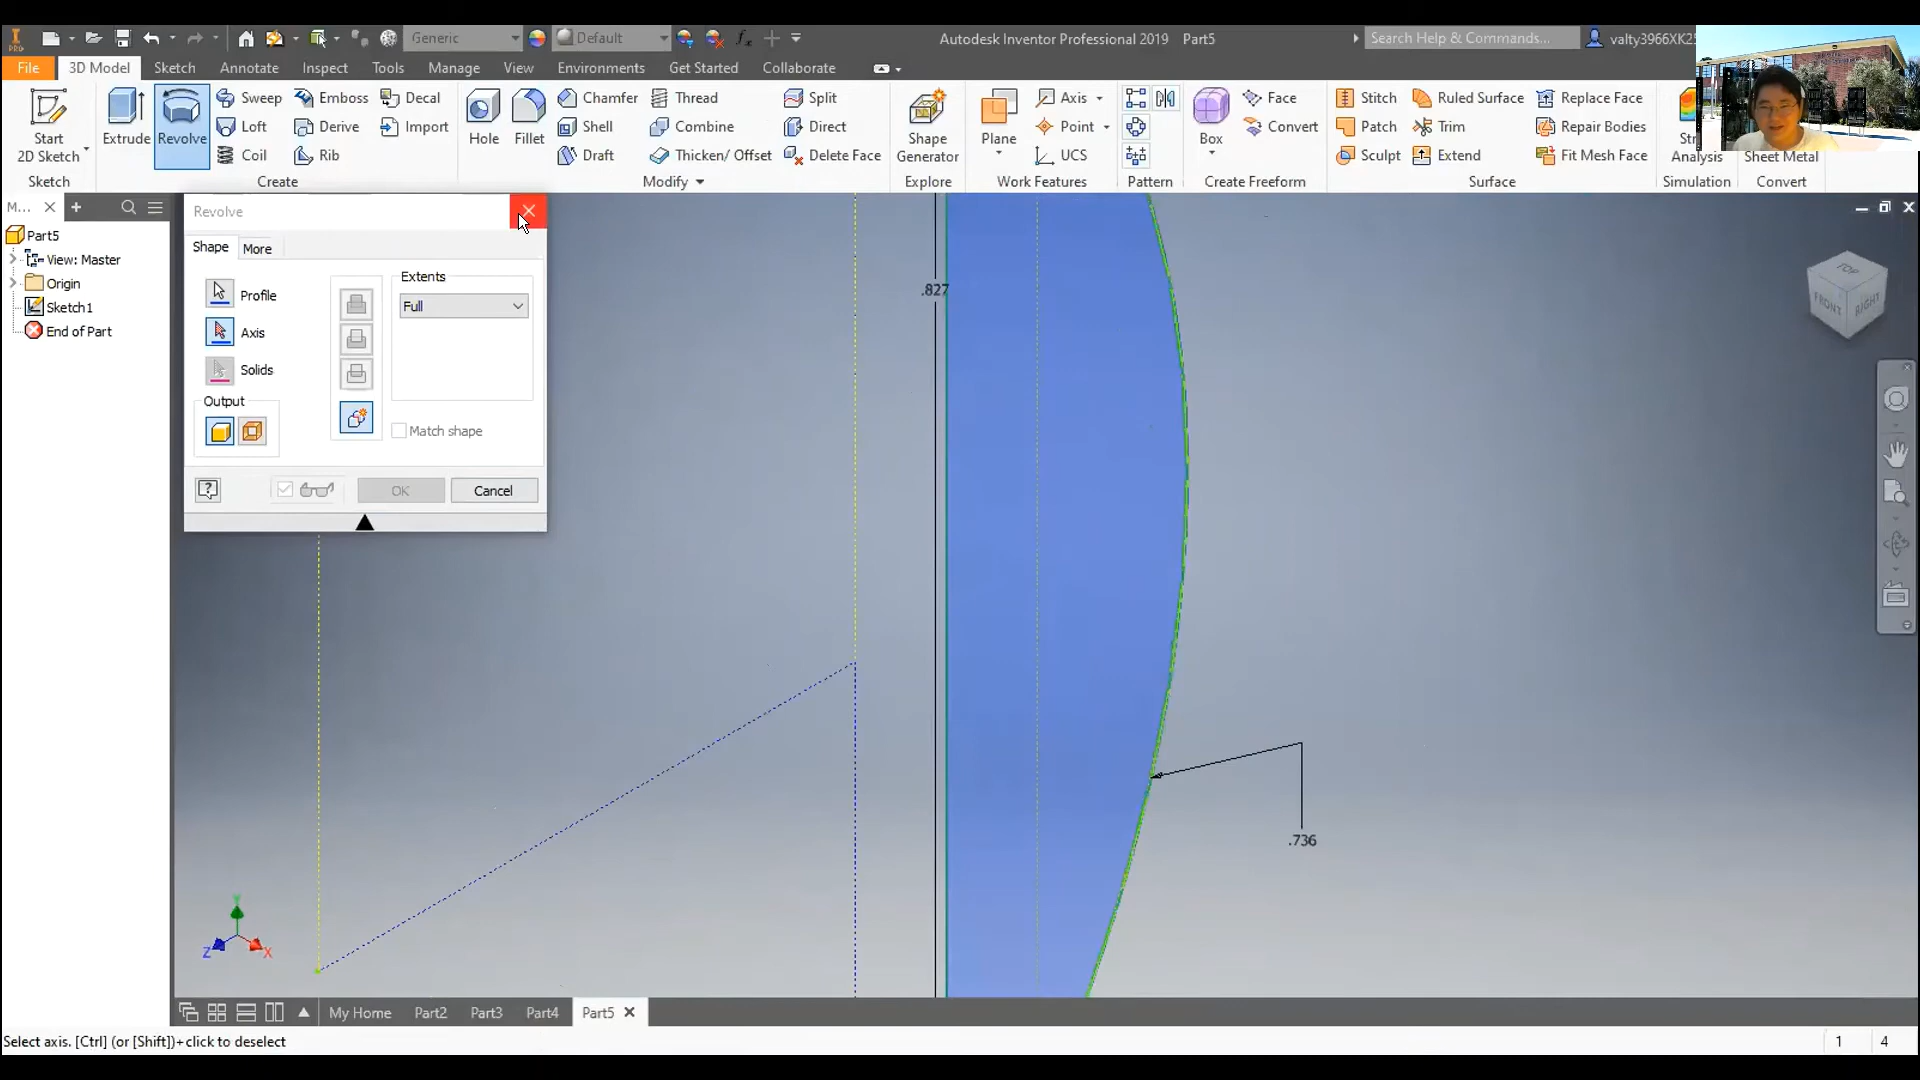 Generic
Default
Autodesk Inventor Professional 2019 Part5
Search Help & Commands...
File
3D Model
Sketch
Annotate
Inspect
Tools
Manage
View
Environments
Get Started
Collaborate
Start
2D Sketch
Extrude
Revolve
Sweep
Emboss
Decal
Loft
Derive
Import
Coil
Rib
Hole
Fillet
Chamfer
Thread
Split
Shell
Combine
Direct
Draft
Thicken/ Offset
Delete Face
Shape
Generator
Plane
Axis
Point
UCS
Box
Face
Convert
Stitch
Ruled Surface
Replace Face
Patch
Trim
Repair Bodies
Sculpt
Extend
Fit Mesh Face
Analysis
Sheet Metal
Sketch
Create
Modify
Explore
Work Features
Pattern
Create Freeform
Surface
Simulation
Convert
M...
Part5
View: Master
Origin
Sketch1
End of Part
Revolve
Shape
More
Profile
Axis
Solids
Output
Extents
Full
Match shape
OK
Cancel
.827
.736
TOP
FRONT
RIGHT
Y
Z
X
My Home
Part2
Part3
Part4
Part5
Select axis. [Ctrl] (or [Shift])+click to deselect
1
4